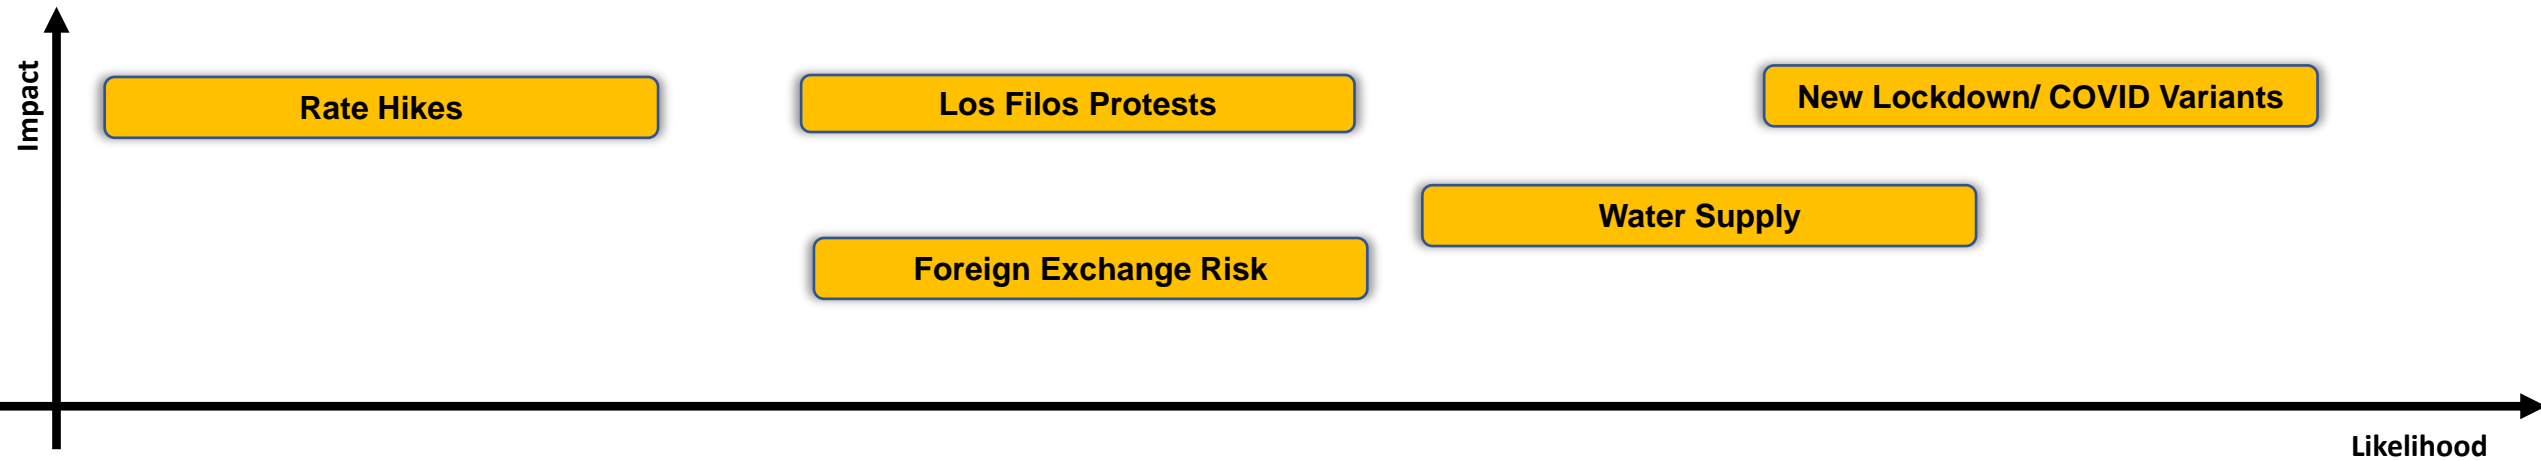 Impact
Rate Hikes
Los Filos Protests
New Lockdown/ COVID Variants
Water Supply
Foreign Exchange Risk
Likelihood